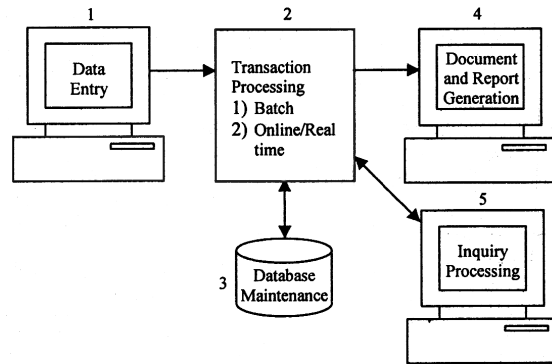 1
Data
Entry
2
Transaction
Processing
1) Batch
2) Online/Real
time
3
Database
Maintenance
4
Document
and Report
Generation
5
Inquiry
Processing